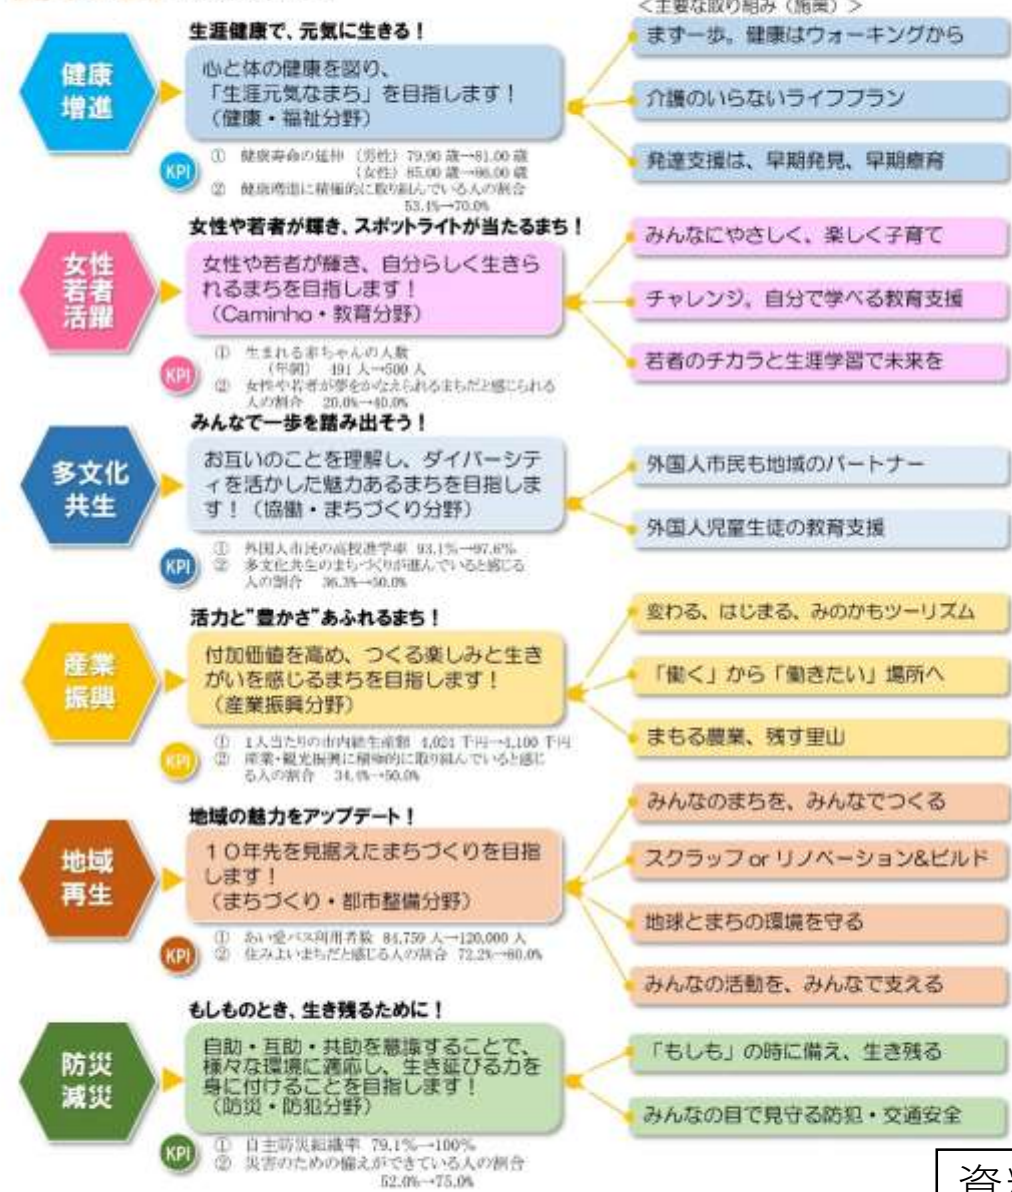 <主要な取り組み(施策)>
健康
増進
生涯健康で、元気に生きる!
心と体の健康を図り、
「生涯元気なまち」を目指します!
(健康・福祉分野)
KPI
① 健康寿命の延伸 (男性) 79.90 歳→81.00 歳
(女性) 85.00 歳→86.00 歳
② 健康増進に積極的に取り組んでいる人の割合
53.4%→70.0%
まず一歩。健康はウォーキングから
介護のいらないライフプラン
発達支援は、早期発見、早期療育
女性
若者
活躍
女性や若者が輝き、スポットライトが当たるまち!
女性や若者が輝き、自分らしく生きら
れるまちを目指します!
(Caminho・教育分野)
KPI
① 生まれる赤ちゃんの人数
(年間) 491 人→500 人
② 女性や若者が夢をかなえられるまちだと感じられる
人の割合 20.0%→40.0%
みんなにやさしく、楽しく子育て
チャレンジ。自分で学べる教育支援
若者のチカラと生涯学習で未来を
多文化
共生
みんなで一歩を踏み出そう!
お互いのことを理解し、ダイバーシテ
ィを活かした魅力あるまちを目指しま
す!(協働・まちづくり分野)
KPI
① 外国人市民の高校進学率 93.1%→97.6%
② 多文化共生のまちづくりが進んでいると感じる
人の割合 36.3%→50.0%
外国人市民も地域のパートナー
外国人児童生徒の教育支援
産業
振興
活力と"豊かさ"あふれるまち!
付加価値を高め、つくる楽しみと生き
がいを感じるまちを目指します!
(産業振興分野)
KPI
① 1人当たりの市内総生産額 4,024 千円→4,100 千円
② 産業・観光振興に積極的に取り組んでいると感じ
る人の割合 34.4%→50.0%
変わる、はじまる、みのかもツーリズム
「働く」から「働きたい」場所へ
まもる農業、残す里山
地域
再生
地域の魅力をアップデート!
10年先を見据えたまちづくりを目指
します!
(まちづくり・都市整備分野)
KPI
① あい愛バス利用者数 84,759 人→120,000 人
② 住みよいまちだと感じる人の割合 72.2%→80.0%
みんなのまちを、みんなでつくる
スクラップ or リノベーション&ビルド
地球とまちの環境を守る
みんなの活動を、みんなで支える
防災
減災
もしものとき、生き残るために!
自助・互助・共助を意識することで、
様々な環境に適応し、生き延びる力を
身に付けることを目指します!
(防災・防犯分野)
KPI
① 自主防災組織率 79.1%→100%
② 災害のための備えができている人の割合
52.0%→75.0%
「もしも」の時に備え、生き残る
みんなの目で見守る防犯・交通安全